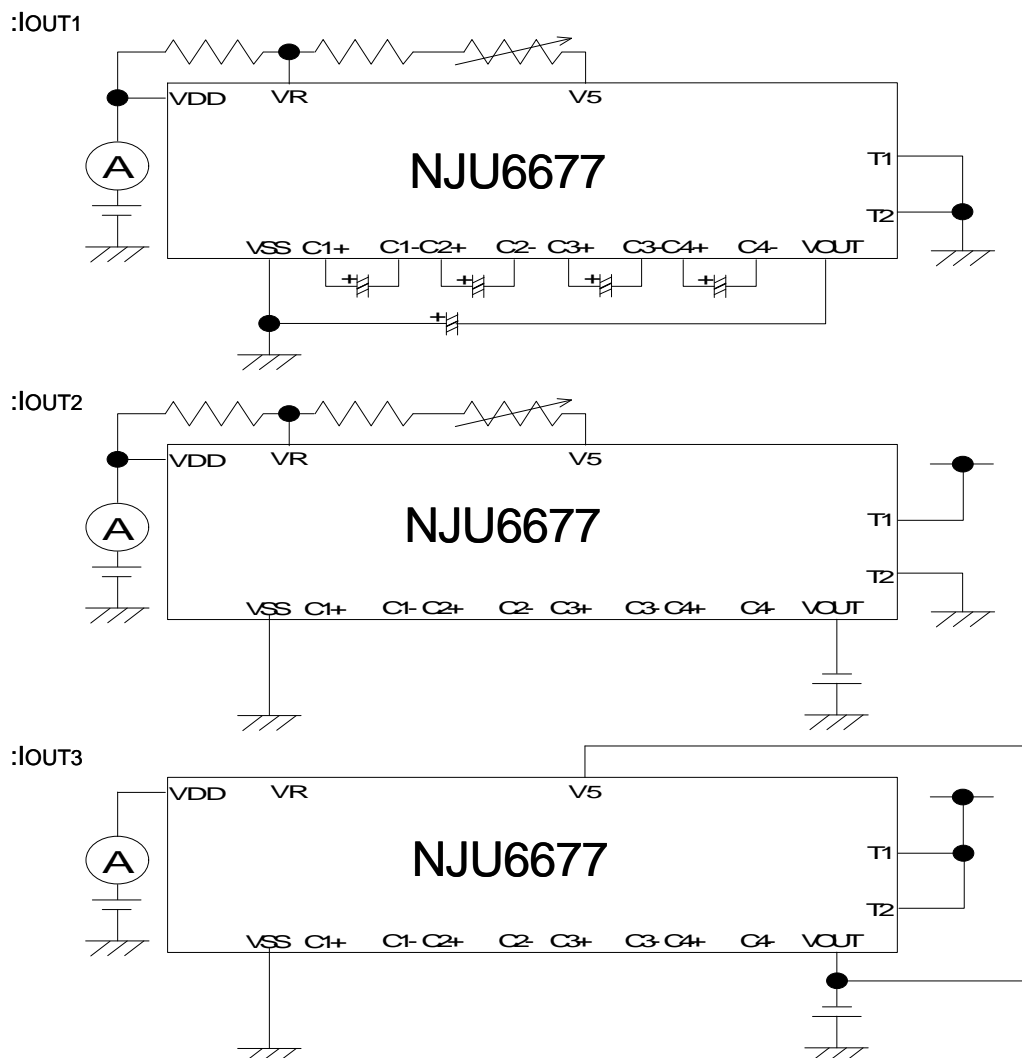 :IOUT1
VDD VR V5
A
NJU6677
T1
T2
VSS C1+ C1- C2+ C2- C3+ C3- C4+ C4- VOUT
+ + + +
+
:IOUT2
VDD VR V5
A
NJU6677
T1
T2
VSS C1+ C1- C2+ C2- C3+ C3- C4+ C4- VOUT
:IOUT3
VDD VR V5
A
NJU6677
T1
T2
VSS C1+ C1- C2+ C2- C3+ C3- C4+ C4- VOUT